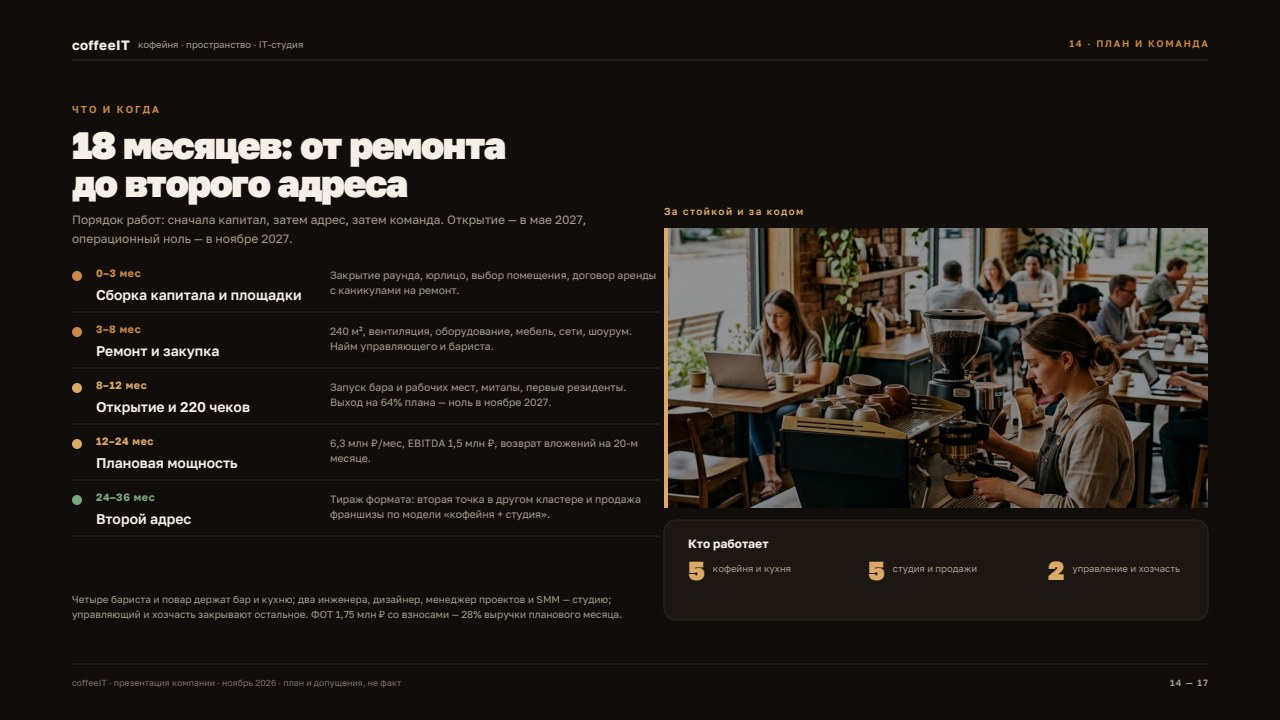 coffeeIT кофейня · пространство · IT-студия
14 · ПЛАН И КОМАНДА
ЧТО И КОГДА
18 месяцев: от ремонта
до второго адреса
Порядок работ: сначала капитал, затем адрес, затем команда. Открытие — в мае 2027,
операционный ноль — в ноябре 2027.
0–3 мес
Сборка капитала и площадки
Закрытие раунда, юрлицо, выбор помещения, договор аренды
с каникулами на ремонт.
3–8 мес
Ремонт и закупка
240 м², вентиляция, оборудование, мебель, сети, шоурум.
Найм управляющего и бариста.
8–12 мес
Открытие и 220 чеков
Запуск бара и рабочих мест, митапы, первые резиденты.
Выход на 64% плана — ноль в ноябре 2027.
12–24 мес
Плановая мощность
6,3 млн ₽/мес, EBITDA 1,5 млн ₽, возврат вложений на 20-м
месяце.
24–36 мес
Второй адрес
Тираж формата: вторая точка в другом кластере и продажа
франшизы по модели «кофейня + студия».
Четыре бариста и повар держат бар и кухню; два инженера, дизайнер, менеджер проектов и SMM — студию;
управляющий и хозчасть закрывают остальное. ФОТ 1,75 млн ₽ со взносами — 28% выручки планового месяца.
За стойкой и за кодом
Кто работает
5 кофейня и кухня
5 студия и продажи
2 управление и хозчасть
coffeeIT · презентация компании · ноябрь 2026 · план и допущения, не факт
14 — 17